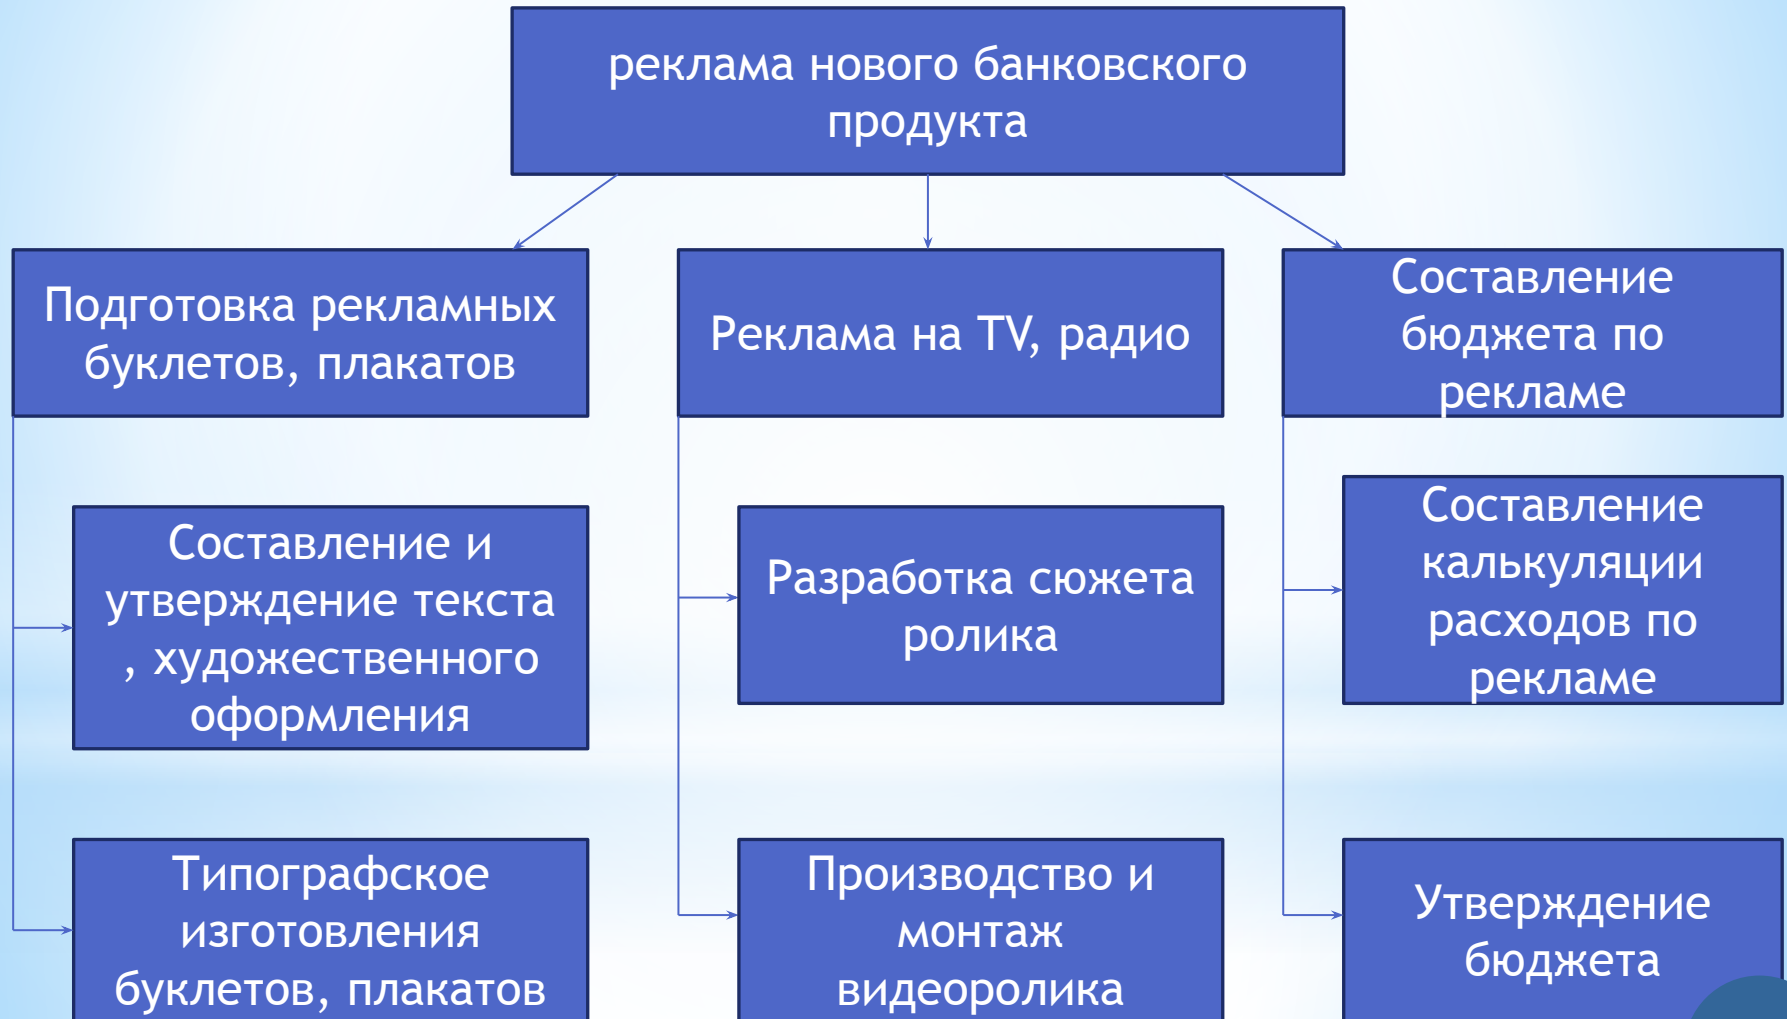 реклама нового банковского
продукта
Подготовка рекламных
буклетов, плакатов
Реклама на TV, радио
Составление
бюджета по
рекламе
Составление и
утверждение текста
, художественного
оформления
Разработка сюжета
ролика
Составление
калькуляции
расходов по
рекламе
Типографское
изготовления
буклетов, плакатов
Производство и
монтаж
видеоролика
Утверждение
бюджета